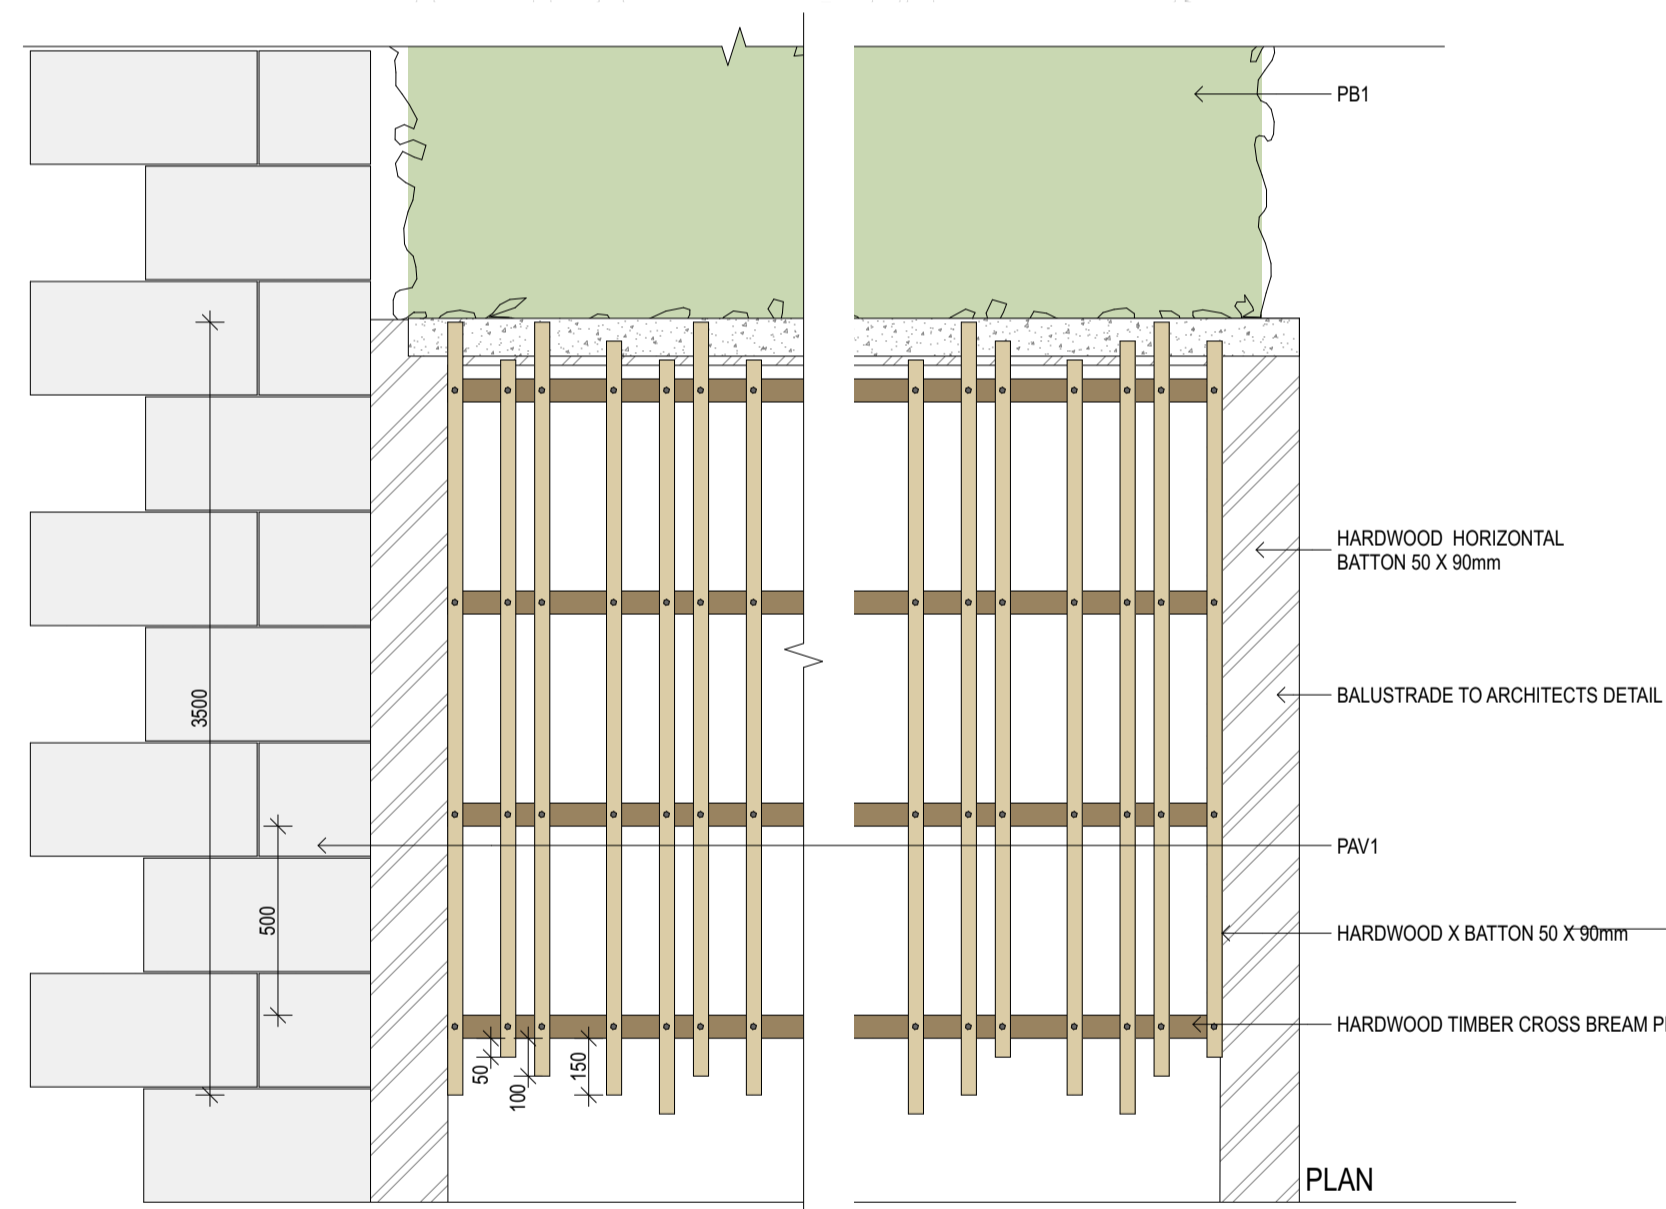 PB1
HARDWOOD HORIZONTAL
BATTON 50 X 90mm
3500
BALUSTRADE TO ARCHITECTS DETAIL
PAV1
500
HARDWOOD X BATTON 50 X 90mm
HARDWOOD TIMBER CROSS BREAM
50
100
150
PLAN